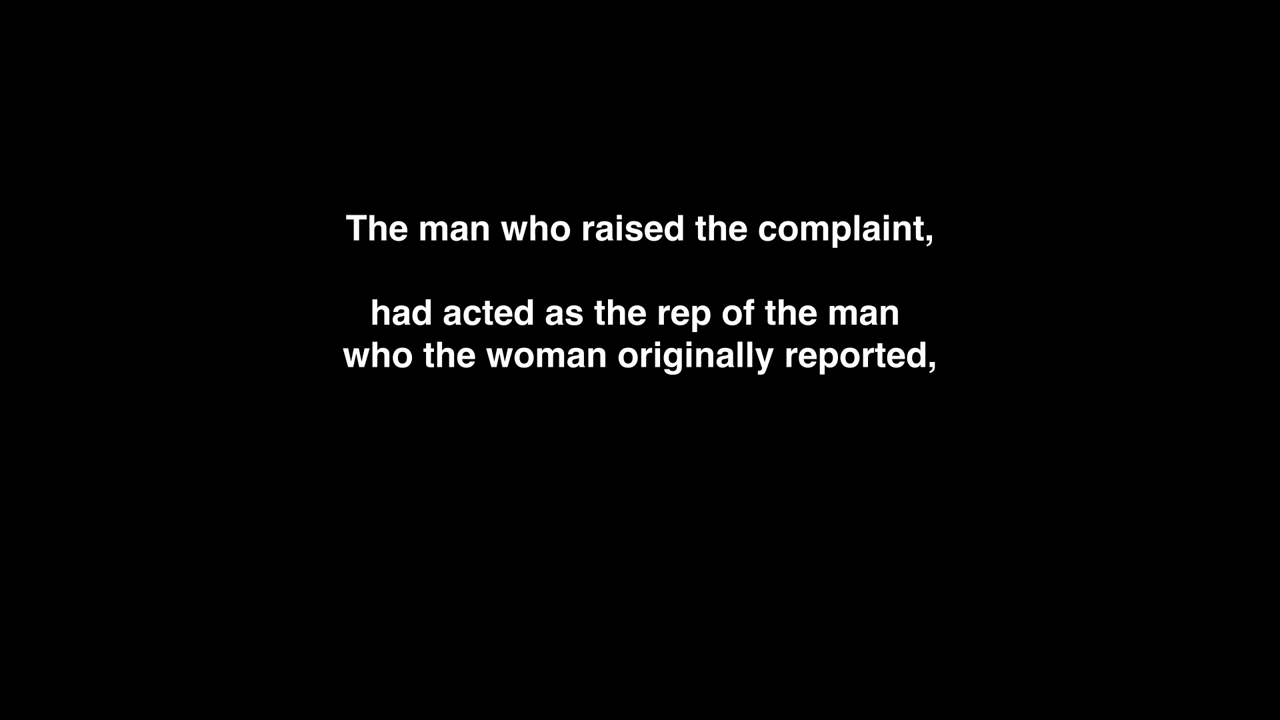 The man who raised the complaint,
had acted as the rep of the man
who the woman originally reported,